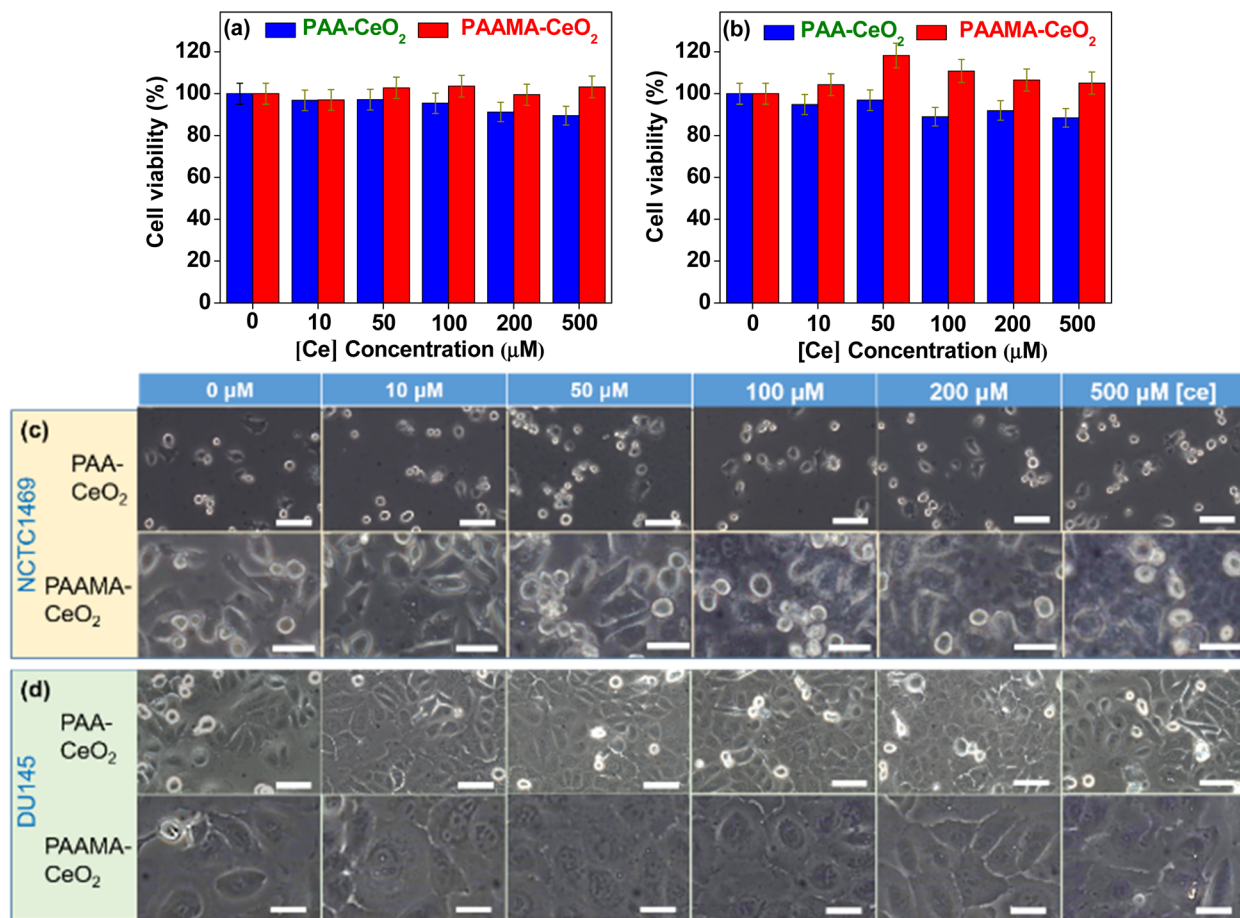 (a) PAA-CeO₂ PAAMA-CeO₂
120
100
80
60
40
20
0
Cell viability (%)
0 10 50 100 200 500
[Ce] Concentration (μM)
(b) PAA-CeO₂ PAAMA-CeO₂
120
100
80
60
40
20
0
Cell viability (%)
0 10 50 100 200 500
[Ce] Concentration (μM)
0 μM 10 μM 50 μM 100 μM 200 μM 500 μM [ce]
NCTC1469
(c)
PAA-
CeO₂
PAAMA-
CeO₂
DU145
(d)
PAA-
CeO₂
PAAMA-
CeO₂